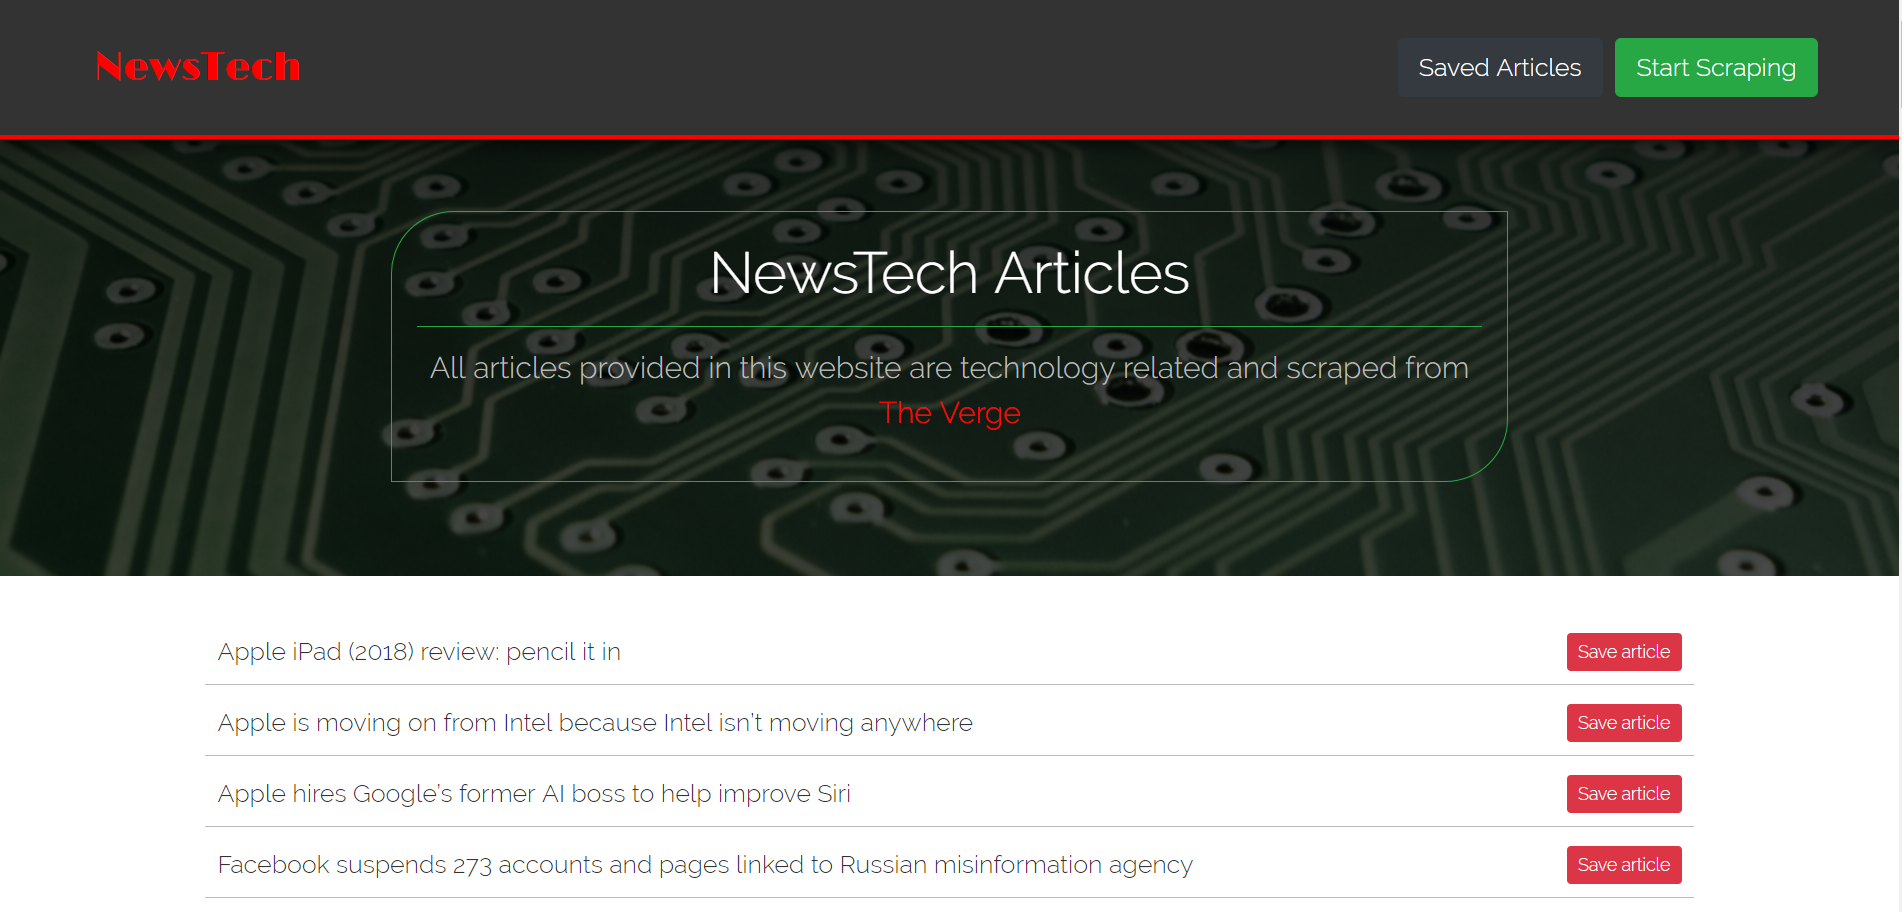 NewsTech
Saved Articles
Start Scraping
NewsTech Articles
All articles provided in this website are technology related and scraped from
The Verge
Apple iPad (2018) review: pencil it in
Save article
Apple is moving on from Intel because Intel isn’t moving anywhere
Save article
Apple hires Google’s former AI boss to help improve Siri
Save article
Facebook suspends 273 accounts and pages linked to Russian misinformation agency
Save article